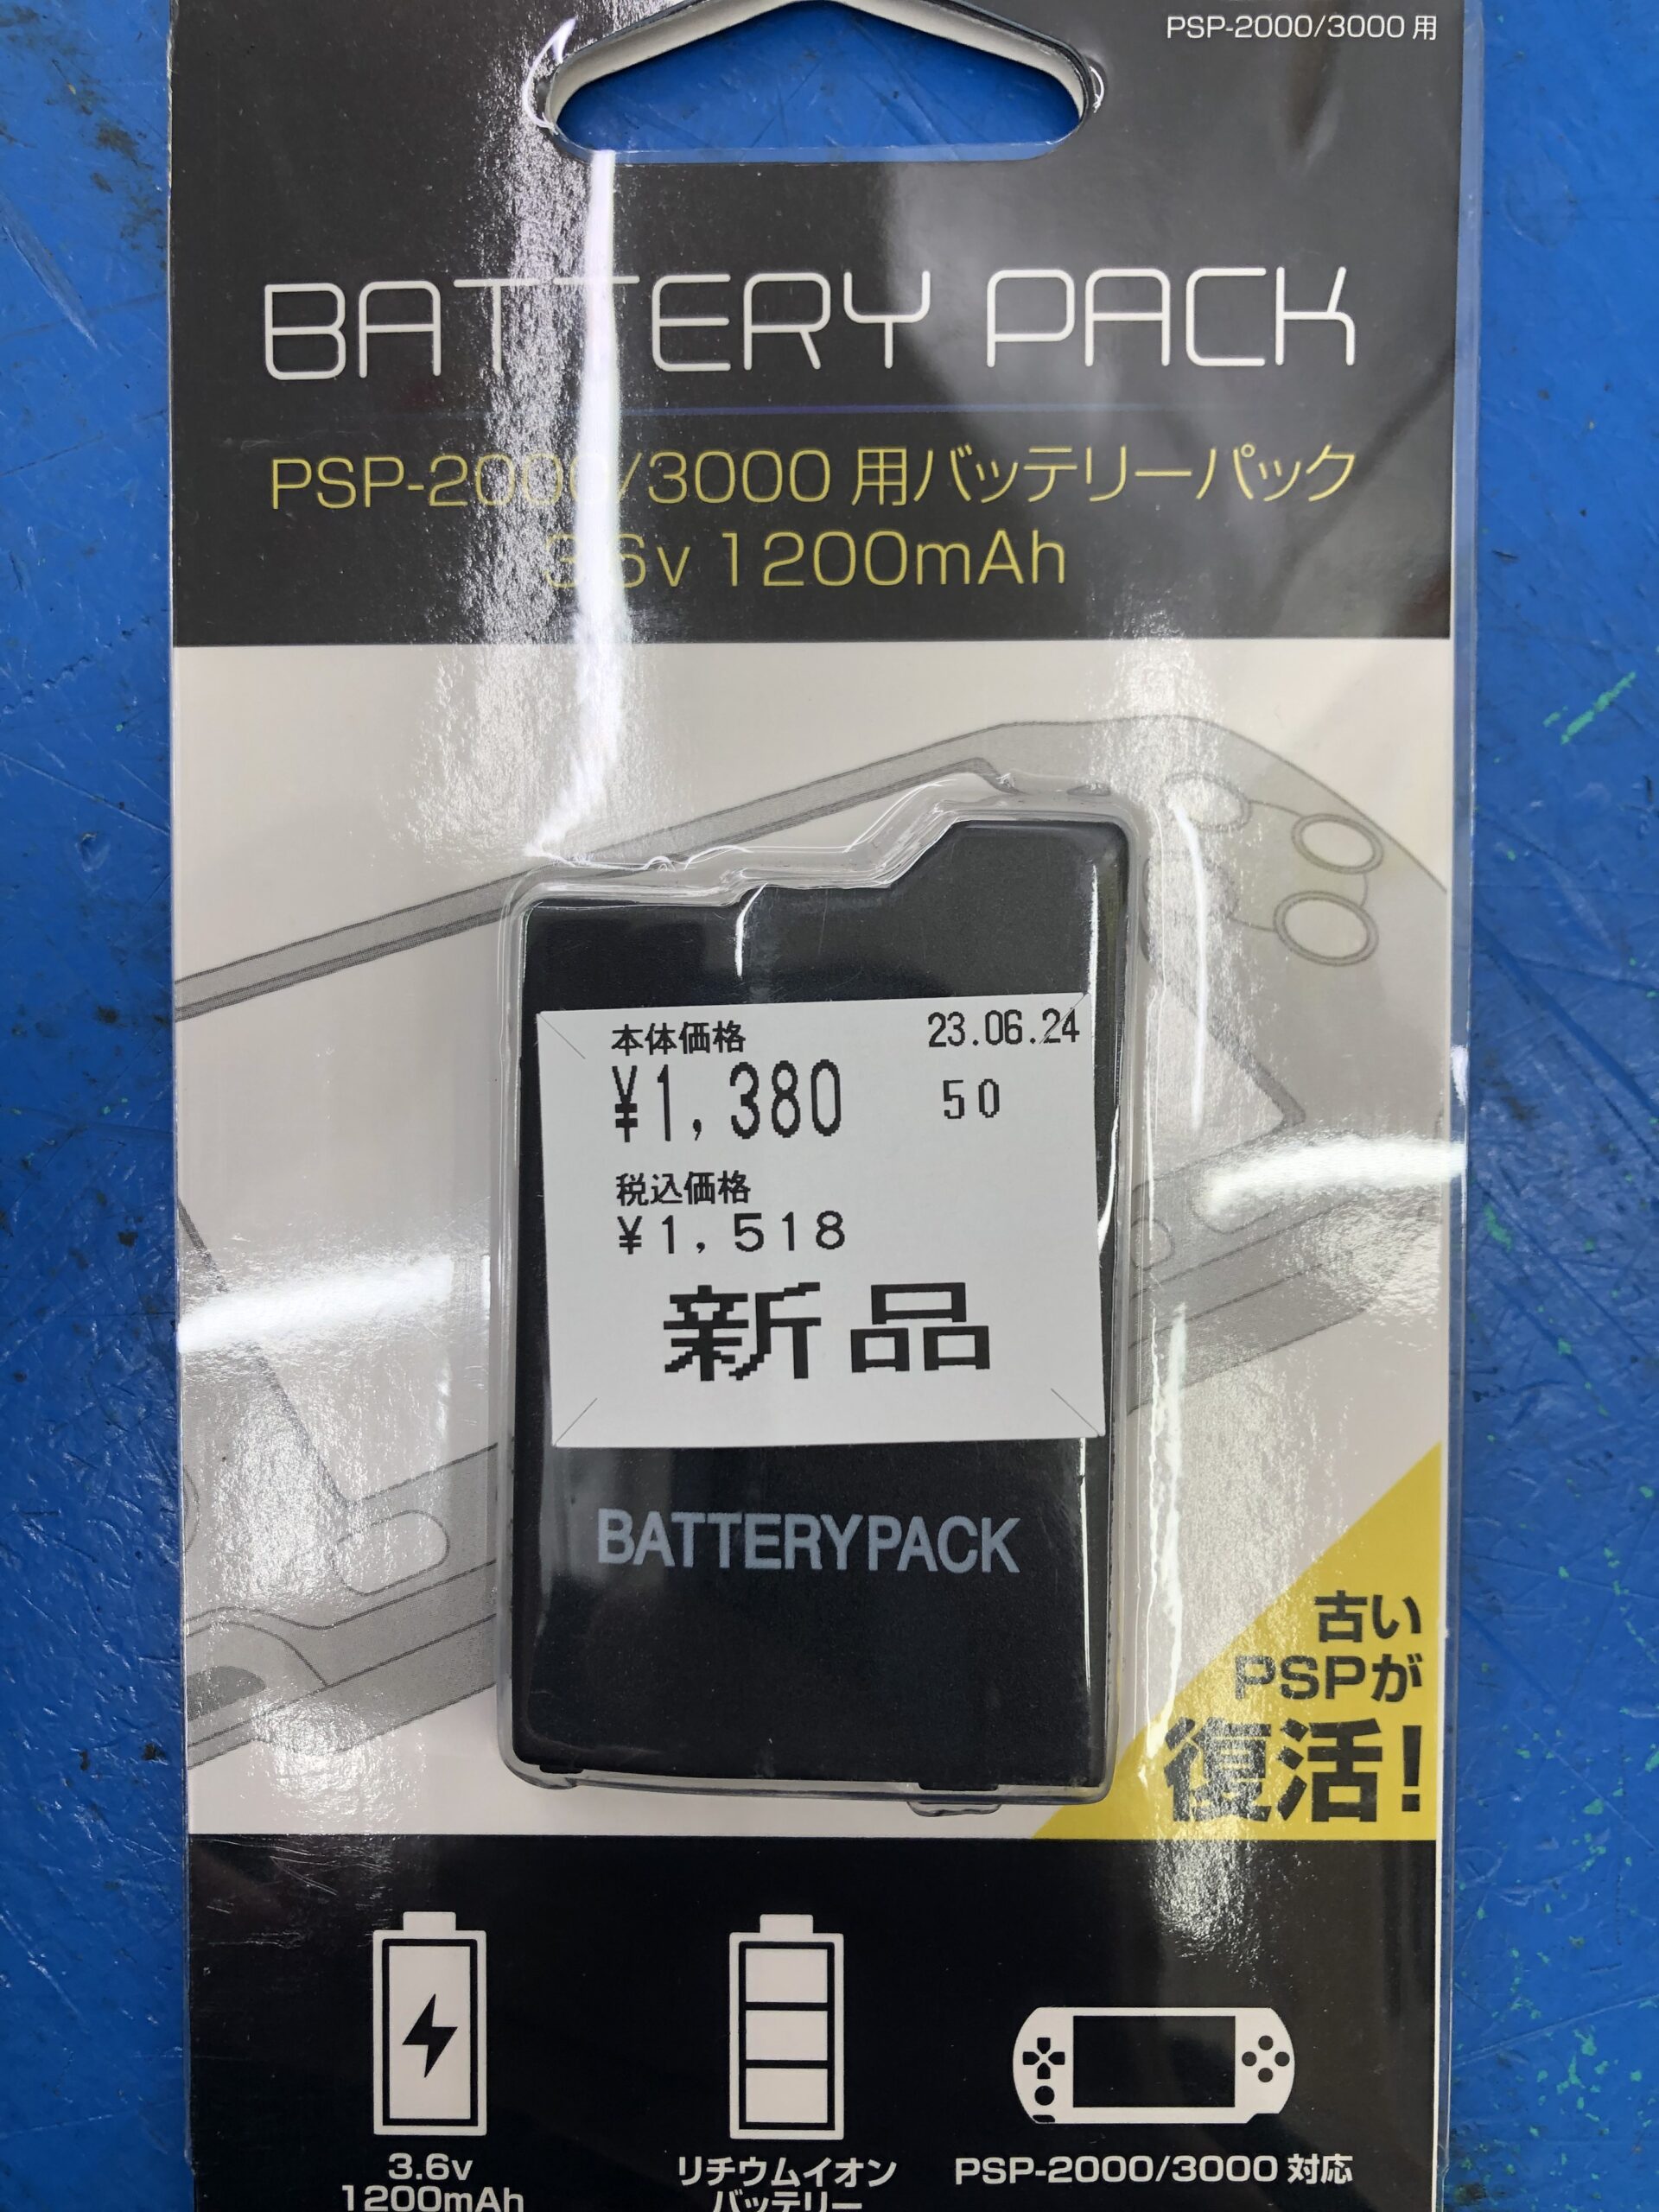 PSP-2000/3000 用
BATTERY PACK
PSP-2000/3000 用バッテリーパック
3.6v 1200mAh
本体価格
23.06.24
¥1,380
50
税込価格
¥1,518
新品
BATTERYPACK
古い
PSPが
復活!
3.6v
1200mAh
リチウムイオン
バッテリー
PSP-2000/3000 対応